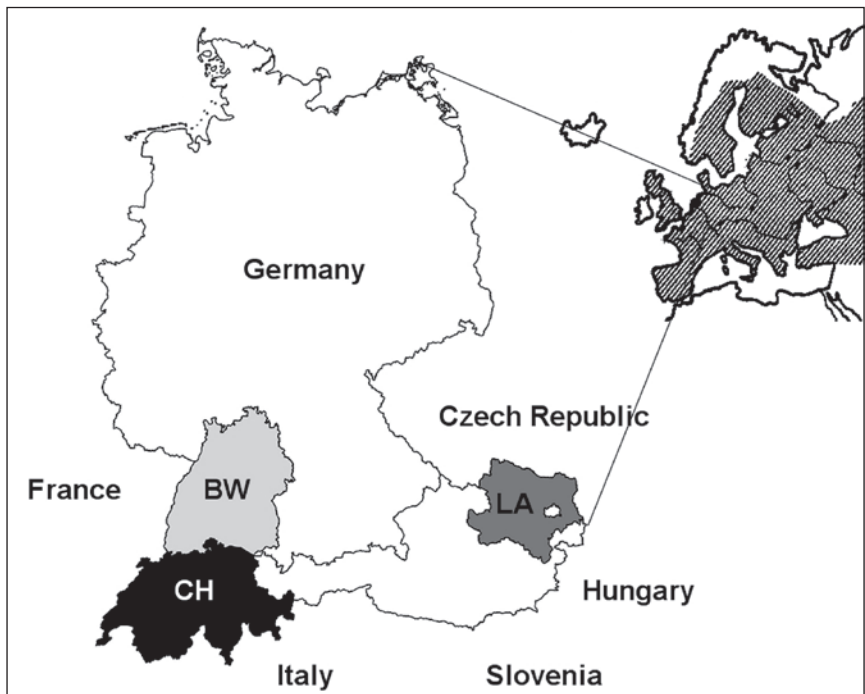 Germany
Czech Republic
France
BW
LA
CH
Hungary
Italy
Slovenia